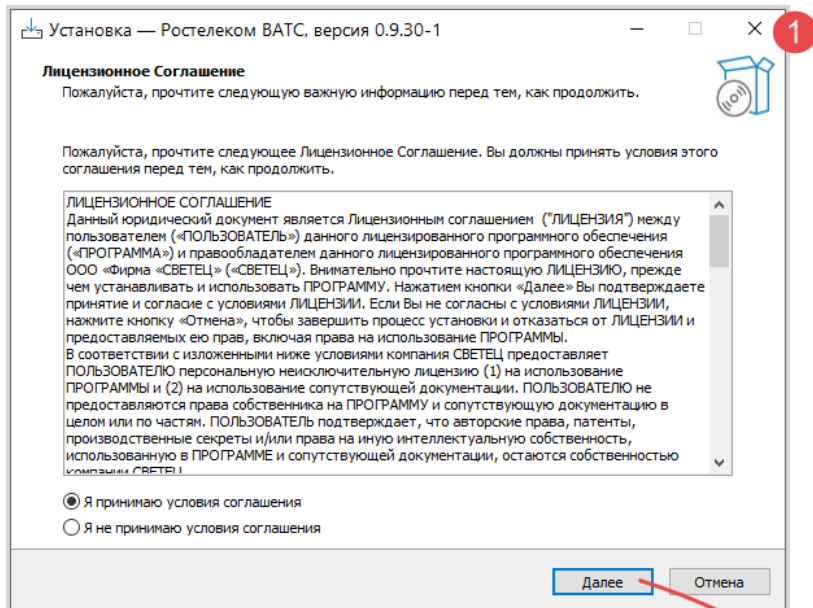 Установка — Ростелеком ВАТС, версия 0.9.30-1
1
Лицензионное Соглашение
Пожалуйста, прочтите следующую важную информацию перед тем, как продолжить.
Пожалуйста, прочтите следующее Лицензионное Соглашение. Вы должны принять условия этого
соглашения перед тем, как продолжить.
ЛИЦЕНЗИОННОЕ СОГЛАШЕНИЕ
Данный юридический документ является Лицензионным соглашением ("ЛИЦЕНЗИЯ") между
пользователем («ПОЛЬЗОВАТЕЛЬ») данного лицензированного программного обеспечения
(«ПРОГРАММА») и правообладателем данного лицензированного программного обеспечения
ООО «Фирма «СВЕТЕЦ» («СВЕТЕЦ»). Внимательно прочтите настоящую ЛИЦЕНЗИЮ, прежде
чем устанавливать и использовать ПРОГРАММУ. Нажатием кнопки «Далее» Вы подтверждаете
принятие и согласие с условиями ЛИЦЕНЗИИ. Если Вы не согласны с условиями ЛИЦЕНЗИИ,
нажмите кнопку «Отмена», чтобы завершить процесс установки и отказаться от ЛИЦЕНЗИИ и
предоставляемых ею прав, включая права на использование ПРОГРАММЫ.
В соответствии с изложенными ниже условиями компания СВЕТЕЦ предоставляет
ПОЛЬЗОВАТЕЛЮ персональную неисключительную лицензию (1) на использование
ПРОГРАММЫ и (2) на использование сопутствующей документации. ПОЛЬЗОВАТЕЛЮ не
предоставляются права собственника на ПРОГРАММУ и сопутствующую документацию в
целом или по частям. ПОЛЬЗОВАТЕЛЬ подтверждает, что авторские права, патенты,
производственные секреты и/или права на иную интеллектуальную собственность,
использованную в ПРОГРАММЕ и сопутствующей документации, остаются собственностью
компании СВЕТЕЦ
Я принимаю условия соглашения
Я не принимаю условия соглашения
Далее
Отмена